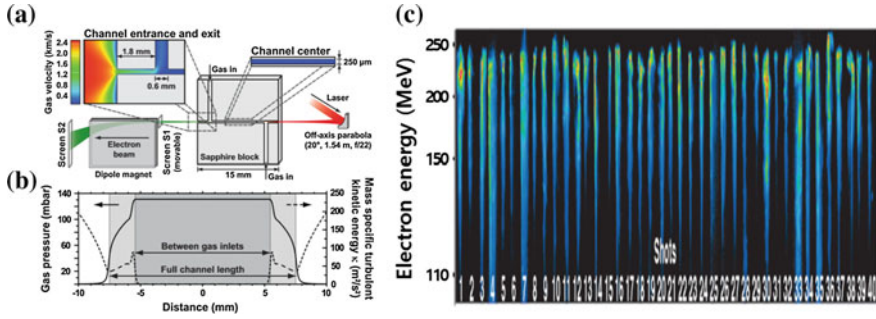 (a)
Channel entrance and exit
Gas velocity (km/s)
2.4
2.0
1.6
1.2
0.8
0.4
1.8 mm
0.6 mm
Gas in
Channel center
250 μm
Laser
Off-axis parabola
(20°, 1.54 m, f/22)
Screen S2
Electron
beam
Dipole magnet
Screen S1
(movable)
Sapphire block
15 mm
Gas in
(b)
Gas pressure (mbar)
140
120
100
80
60
40
20
Between gas inlets
Full channel length
250
200
150
100
50
0
Mass specific turbulent
kinetic energy κ (m²/s²)
-10 -5 0 5 10
Distance (mm)
(c)
Electron energy (MeV)
250
200
150
110
Shots
1 2 3 4 5 6 7 8 9 10 11 12 13 14 15 16 17 18 19 20 21 22 23 24 25 26 27 28 29 30 31 32 33 34 35 36 37 38 39 40